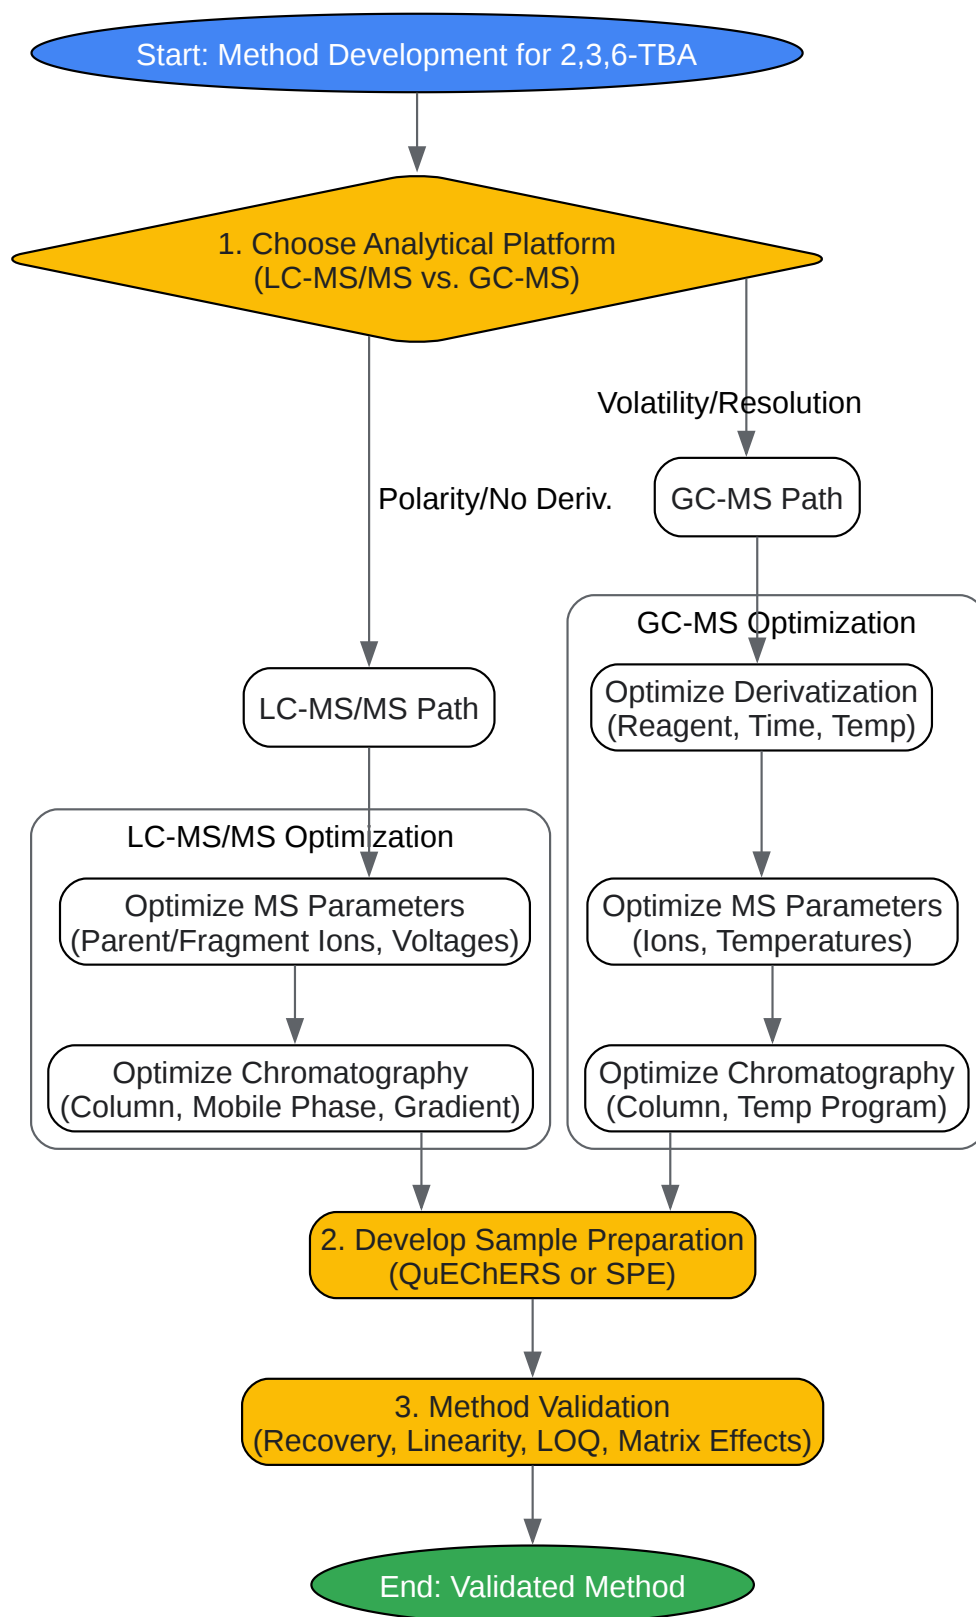 Start: Method Development for 2,3,6-TBA
1. Choose Analytical Platform
(LC-MS/MS vs. GC-MS)
Volatility/Resolution
Polarity/No Deriv.
GC-MS Path
GC-MS Optimization
Optimize Derivatization
(Reagent, Time, Temp)
LC-MS/MS Path
LC-MS/MS Optimization
Optimize MS Parameters
(Parent/Fragment Ions, Voltages)
Optimize MS Parameters
(Ions, Temperatures)
Optimize Chromatography
(Column, Mobile Phase, Gradient)
Optimize Chromatography
(Column, Temp Program)
2. Develop Sample Preparation
(QuEChERS or SPE)
3. Method Validation
(Recovery, Linearity, LOQ, Matrix Effects)
End: Validated Method